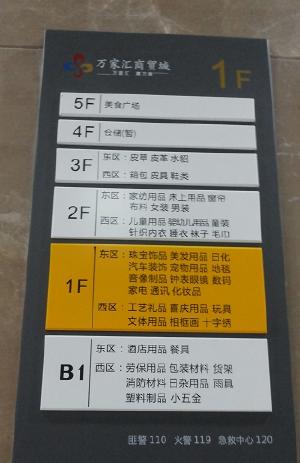 万家汇商贸城
万家汇 聚万家
1F
5F 美食广场
4F 仓储(暂)
3F 东区：皮草 皮革 水貂
西区：箱包 皮具 鞋类
2F 东区：家纺用品 床上用品 窗帘
布料 女装 男装
西区：儿童用品 婴幼儿用品 童装
针织内衣 睡衣 袜子 毛巾
1F 东区：珠宝饰品 美发用品 日化
汽车装饰 宠物用品 地毯
音像制品 钟表眼镜 数码
家电 通讯 化妆品
西区：工艺礼品 喜庆用品 玩具
文体用品 相框画 十字绣
B1 东区：酒店用品 餐具
西区：劳保用品 包装材料 货架
消防材料 日杂用品 雨具
塑料制品 小五金
匪警 110 火警 119 急救中心 120